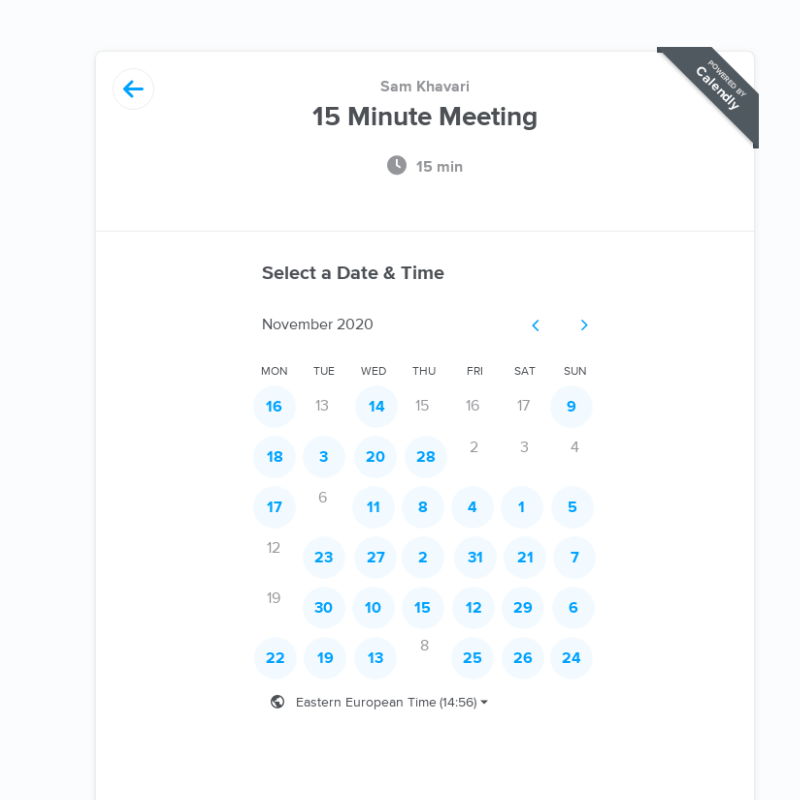 POWERED BY
Calendly
Sam Khavari
15 Minute Meeting
15 min
Select a Date & Time
November 2020
MON TUE WED THU FRI SAT SUN
16 13 14 15 16 17 9
18 3 20 28 2 3 4
17 6 11 8 4 1 5
12 23 27 2 31 21 7
19 30 10 15 12 29 6
22 19 13 8 25 26 24
Eastern European Time (14:56)